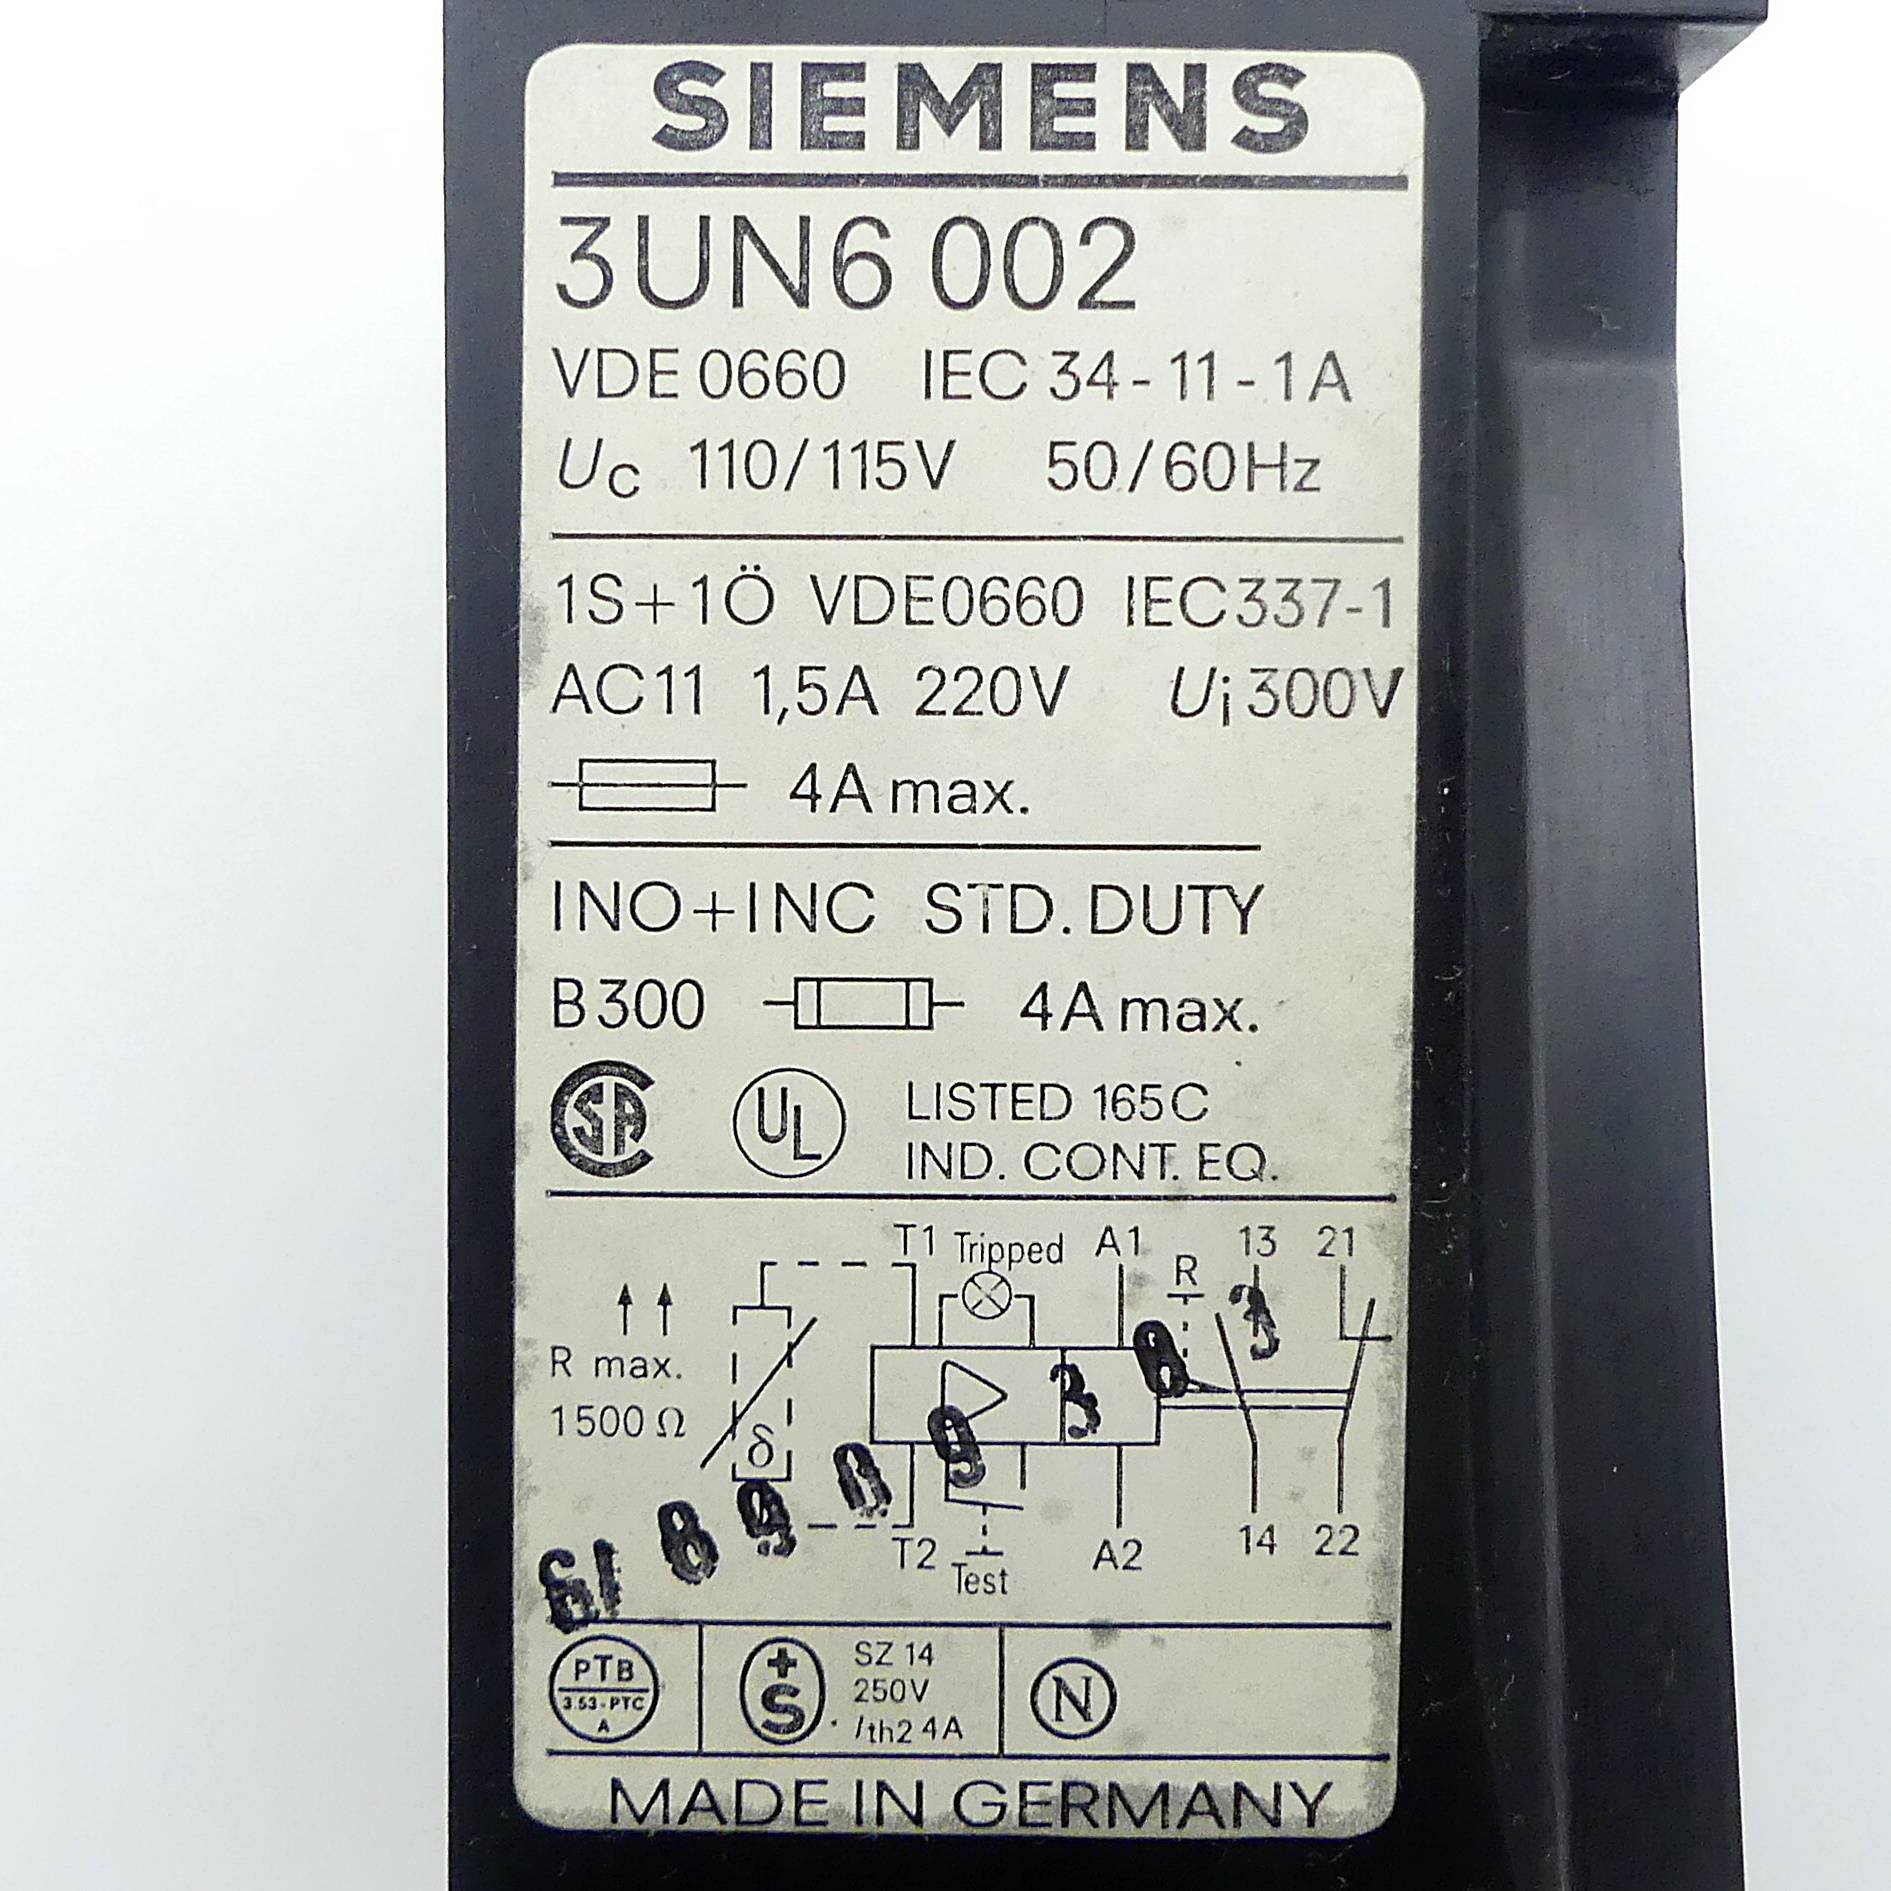 SIEMENS
3UN6 002
VDE 0660 IEC 34-11-1A
Uc 110/115V 50/60Hz
1S+1Ö VDE0660 IEC337-1
AC11 1,5A 220V Ui 300V
4A max.
INO+INC STD. DUTY
B300 4A max.
CSA UL LISTED 165C
IND. CONT. EQ.
T1 Tripped A1 R 13 21
R max.
1500 Ω
δ
T2 Test A2 14 22
PTB
3.53-PTC
A
+S
SZ 14
250V
Ith2 4A
N
MADE IN GERMANY